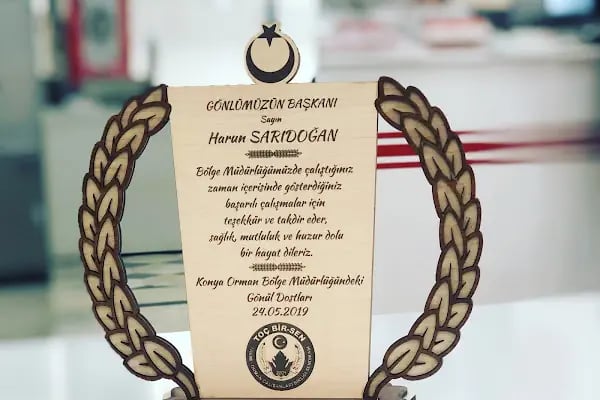 GÖNLÜMÜZÜN BAŞKANI
Sayın
Harun SARIDOĞAN
Bölge Müdürlüğümüzde çalıştığınız
zaman içerisinde gösterdiğiniz
başarılı çalışmalar için
teşekkür ve takdir eder,
sağlık, mutluluk ve huzur dolu
bir hayat dileriz.
Konya Orman Bölge Müdürlüğündeki
Gönül Dostları
24.05.2019
TOÇ BİR-SEN